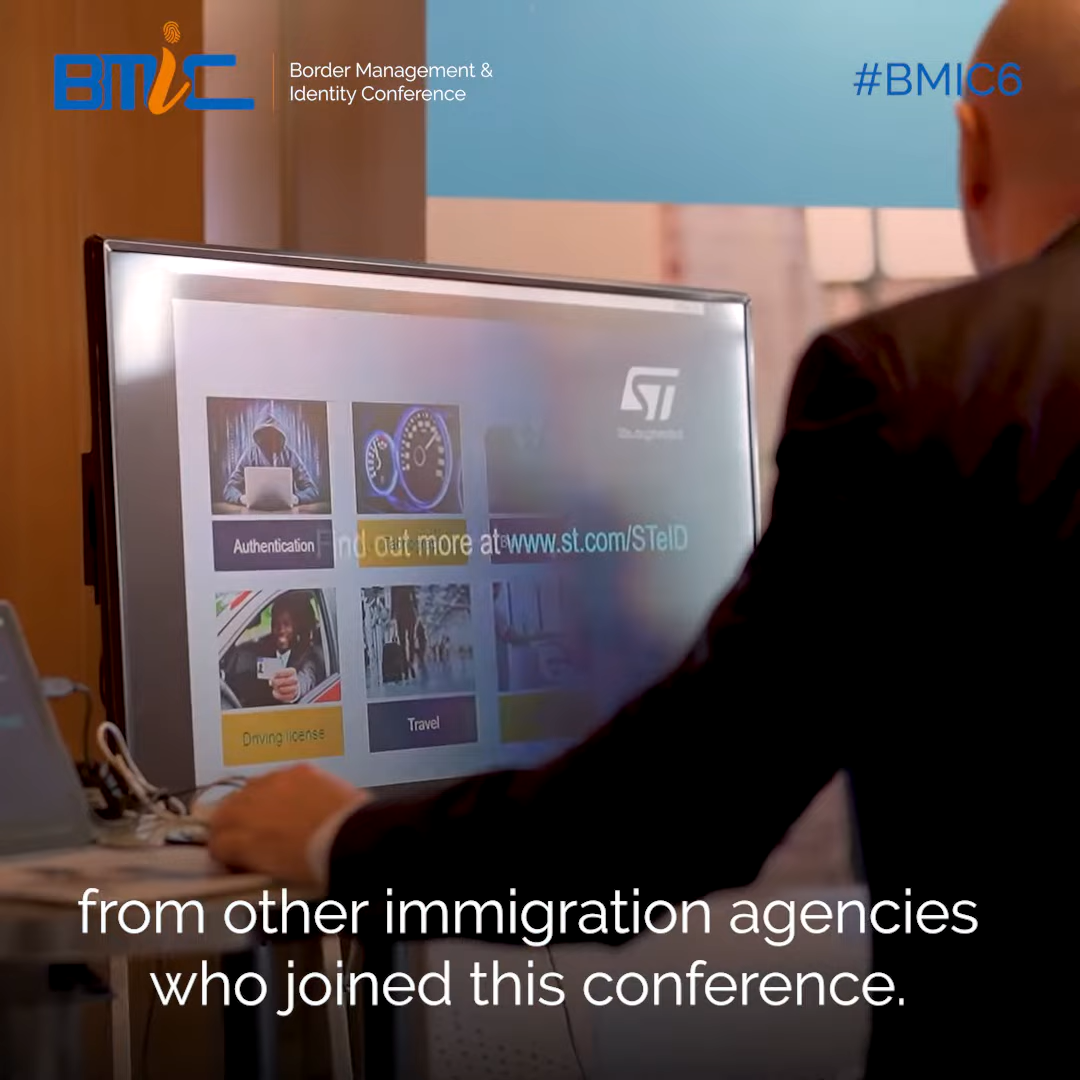 BMiC
Border Management &
Identity Conference
#BMIC6
ST
Authentication
Find out more at www.st.com/STeID
Driving license
Travel
from other immigration agencies
who joined this conference.